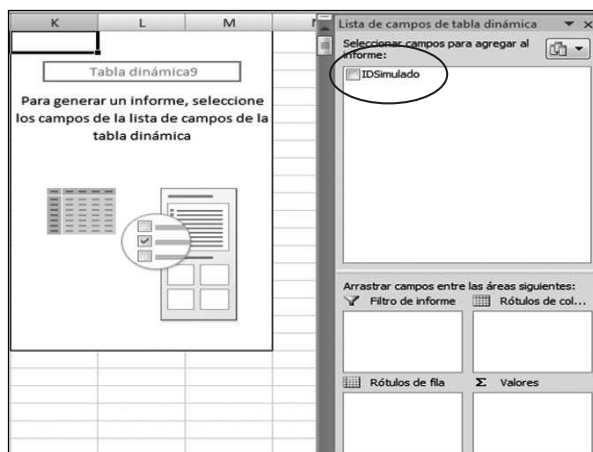 K L M
Tabla dinámica9
Para generar un informe, seleccione
los campos de la lista de campos de la
tabla dinámica
Lista de campos de tabla dinámica
Seleccionar campos para agregar al
informe:
IDSimulado
Arrastrar campos entre las áreas siguientes:
Filtro de informe Rótulos de col...
Rótulos de fila Σ Valores